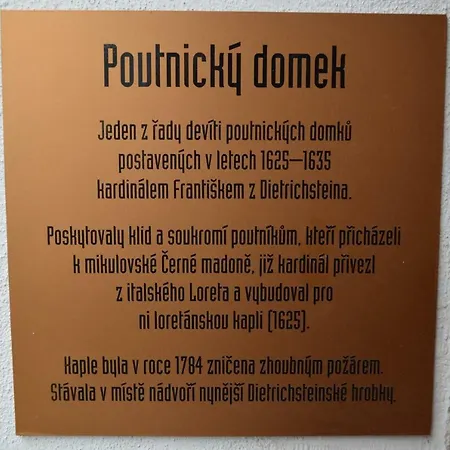 Poutnický domek
Jeden z řady devíti poutnických domků
postavených v letech 1625—1635
kardinálem Františkem z Dietrichsteina.
Poskytovaly klid a soukromí poutníkům, kteří přicházeli
k mikulovské Černé madoně, již kardinál přivezl
z italského Loreta a vybudoval pro
ni loretánskou kapli (1625).
Kaple byla v roce 1784 zničena zhoubným požárem.
Stávala v místě nádvoří nynější Dietrichsteinské hrobky.